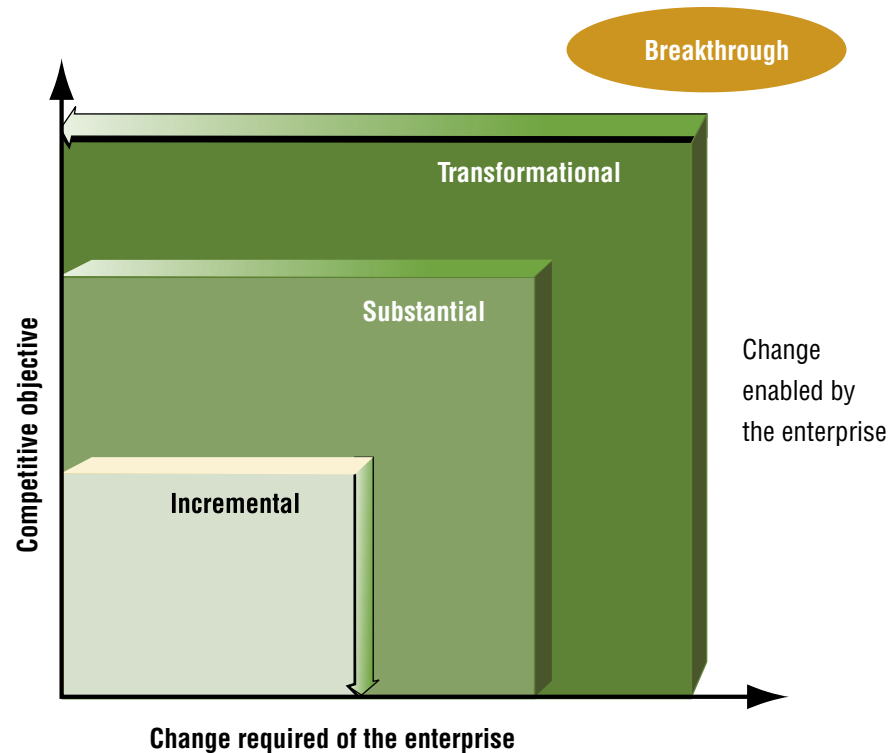 Breakthrough
Transformational
Substantial
Incremental
Competitive objective
Change
enabled by
the enterprise
Change required of the enterprise